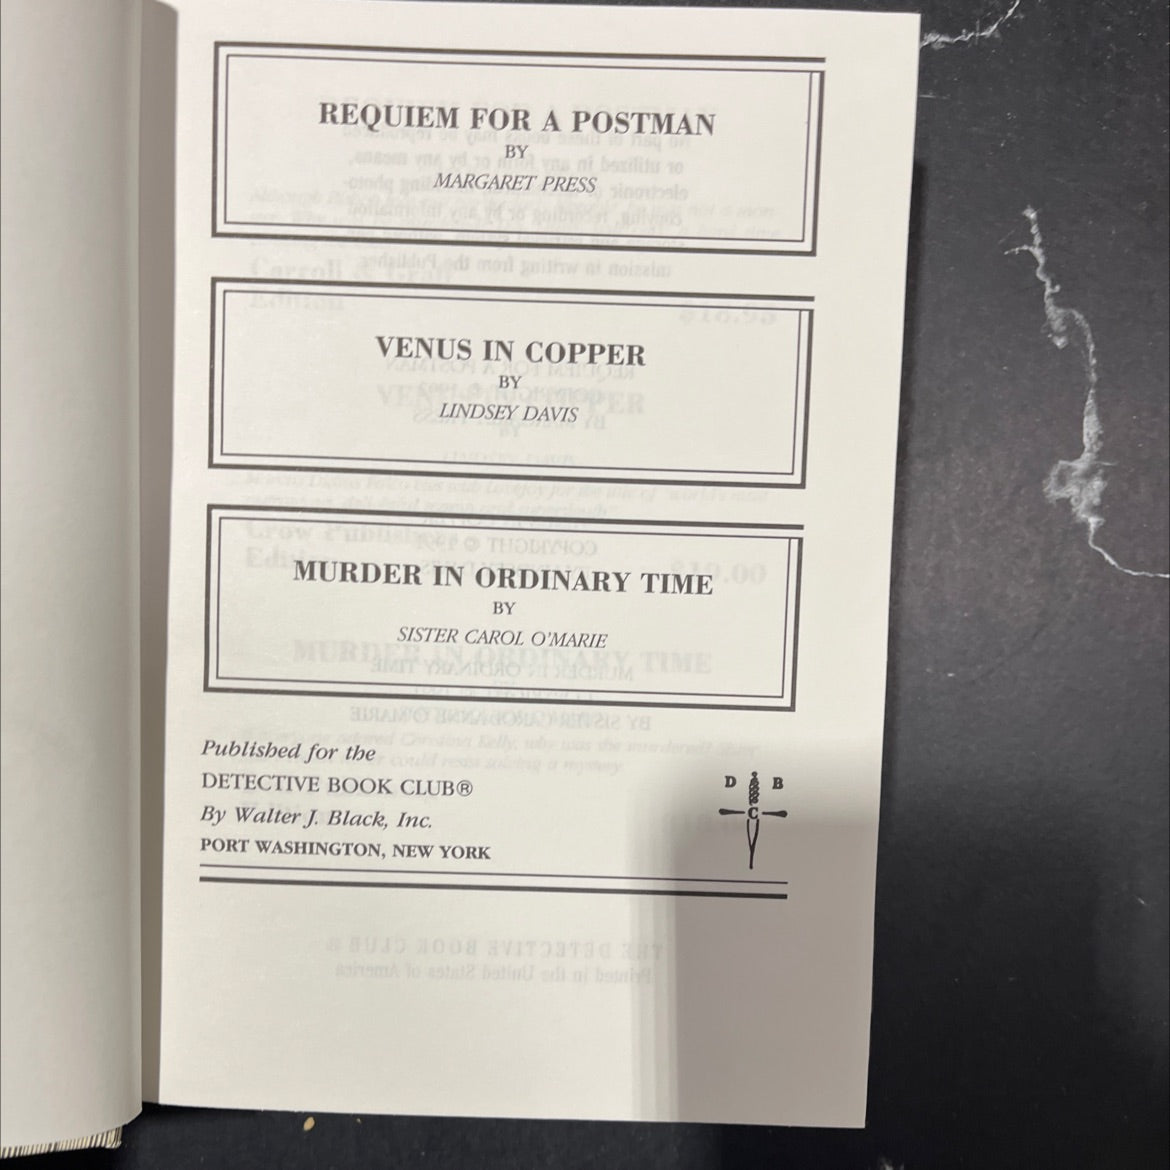 REQUIEM FOR A POSTMAN
BY
MARGARET PRESS
VENUS IN COPPER
BY
LINDSEY DAVIS
MURDER IN ORDINARY TIME
BY
SISTER CAROL O'MARIE
Published for the
DETECTIVE BOOK CLUB®
By Walter J. Black, Inc.
PORT WASHINGTON, NEW YORK
D B
C